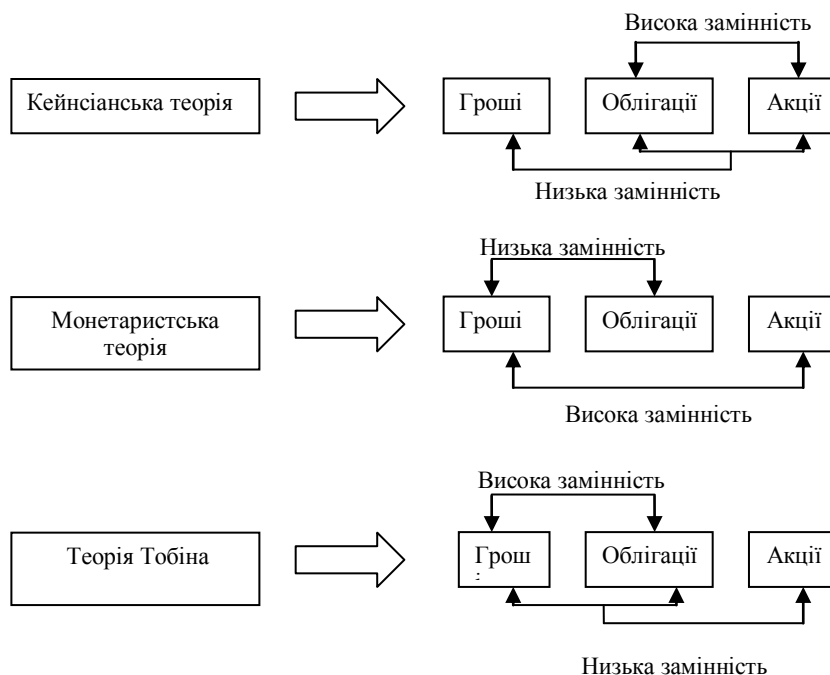 Висока замінність
Кейнсіанська теорія
Гроші
Облігації
Акції
Низька замінність
Низька замінність
Монетаристська
теорія
Гроші
Облігації
Акції
Висока замінність
Висока замінність
Теорія Тобіна
Грош
Облігації
Акції
Низька замінність